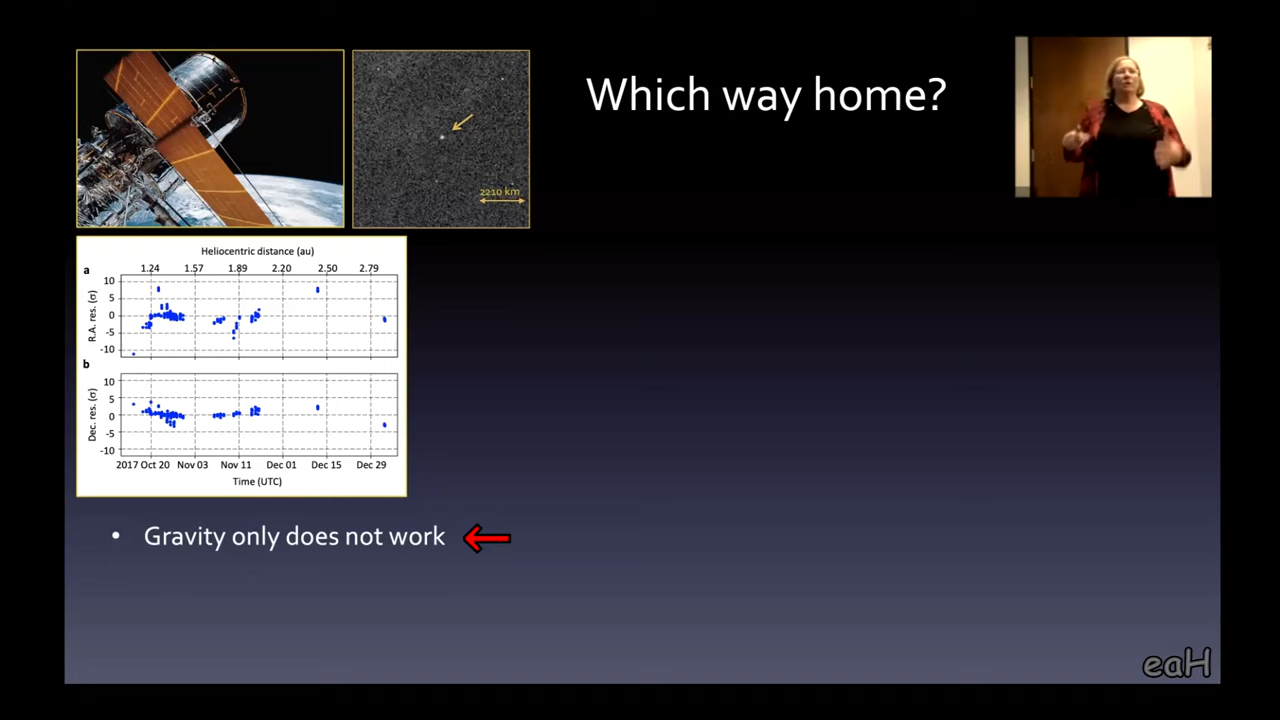 Which way home?
2210 km
Heliocentric distance (au)
1.24 1.57 1.89 2.20 2.50 2.79
a
10
5
0
-5
-10
R.A. res. (σ)
b
10
5
0
-5
-10
Dec. res. (σ)
2017 Oct 20 Nov 03 Nov 11 Dec 01 Dec 15 Dec 29
Time (UTC)
• Gravity only does not work
eaH